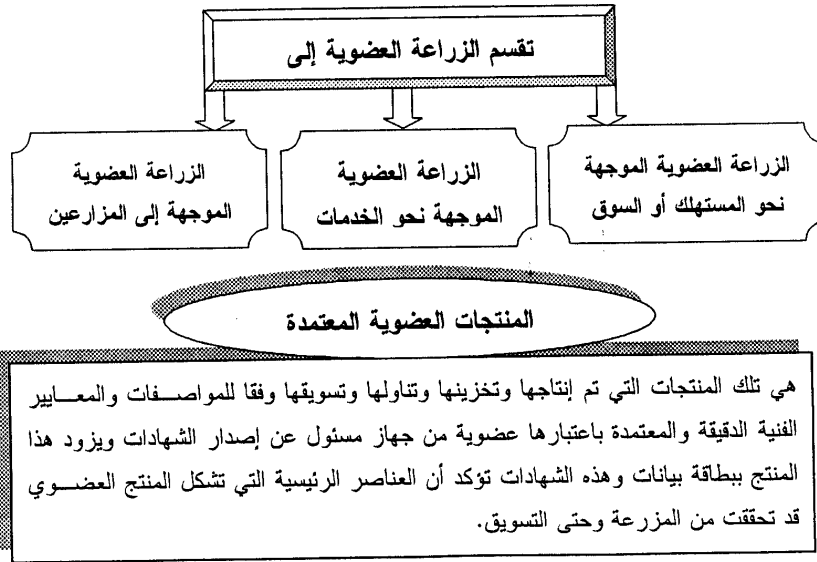 تقسم الزراعة العضوية إلى
الزراعة العضوية الموجهة
نحو المستهلك أو السوق
الزراعة العضوية
الموجهة نحو الخدمات
الزراعة العضوية
الموجهة إلى المزارعين
المنتجات العضوية المعتمدة
هي تلك المنتجات التي تم إنتاجها وتخزينها وتناولها وتسويقها وفقا للمواصفات والمعايير
الفنية الدقيقة والمعتمدة باعتبارها عضوية من جهاز مسئول عن إصدار الشهادات ويزود هذا
المنتج ببطاقة بيانات وهذه الشهادات تؤكد أن العناصر الرئيسية التي تشكل المنتج العضوي
قد تحققت من المزرعة وحتى التسويق.